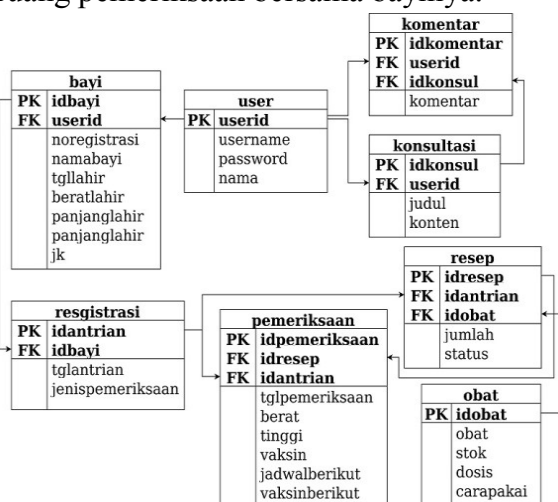 ruang pemeriksaan bersama bayinya.
komentar
PK idkomentar
FK userid
FK idkonsul
komentar
bayi
PK idbayi
FK userid
noregistrasi
namabayi
tgllahir
beratlahir
panjanglahir
panjanglahir
jk
user
PK userid
username
password
nama
konsultasi
PK idkonsul
FK userid
judul
konten
resep
PK idresep
FK idantrian
FK idobat
jumlah
status
resgistrasi
PK idantrian
FK idbayi
tglantrian
jenispemeriksaan
pemeriksaan
PK idpemeriksaan
FK idresep
FK idantrian
tglpemeriksaan
berat
tinggi
vaksin
jadwalberikut
vaksinberikut
obat
PK idobat
obat
stok
dosis
carapakai